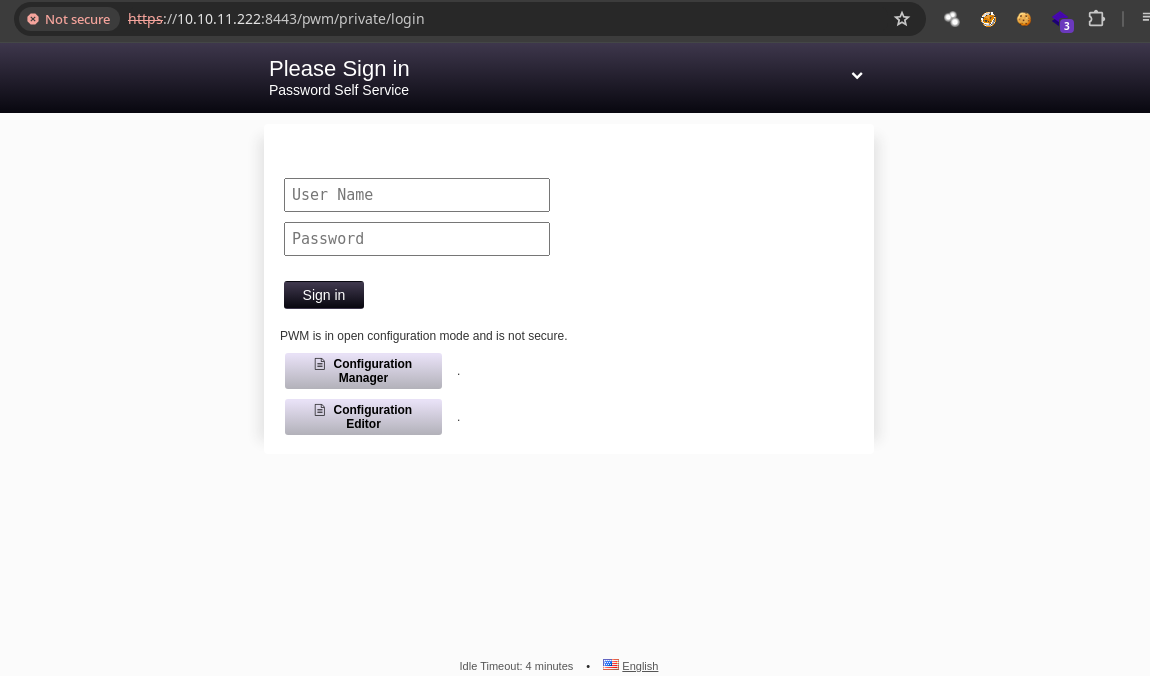 Not secure https://10.10.11.222:8443/pwm/private/login
3
Please Sign in
Password Self Service
User Name
Password
Sign in
PWM is in open configuration mode and is not secure.
Configuration
Manager .
Configuration
Editor .
Idle Timeout: 4 minutes • English